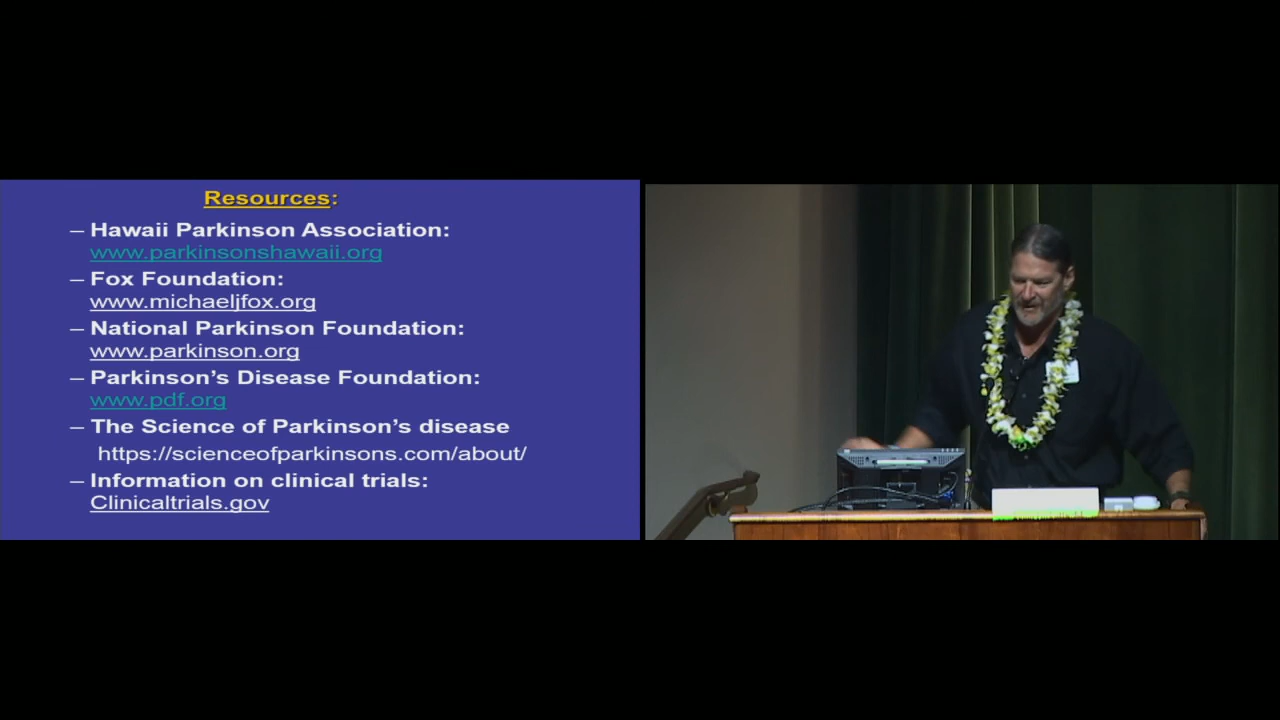 Resources:
– Hawaii Parkinson Association:
www.parkinsonshawaii.org
– Fox Foundation:
www.michaeljfox.org
– National Parkinson Foundation:
www.parkinson.org
– Parkinson’s Disease Foundation:
www.pdf.org
– The Science of Parkinson’s disease
https://scienceofparkinsons.com/about/
– Information on clinical trials:
Clinicaltrials.gov